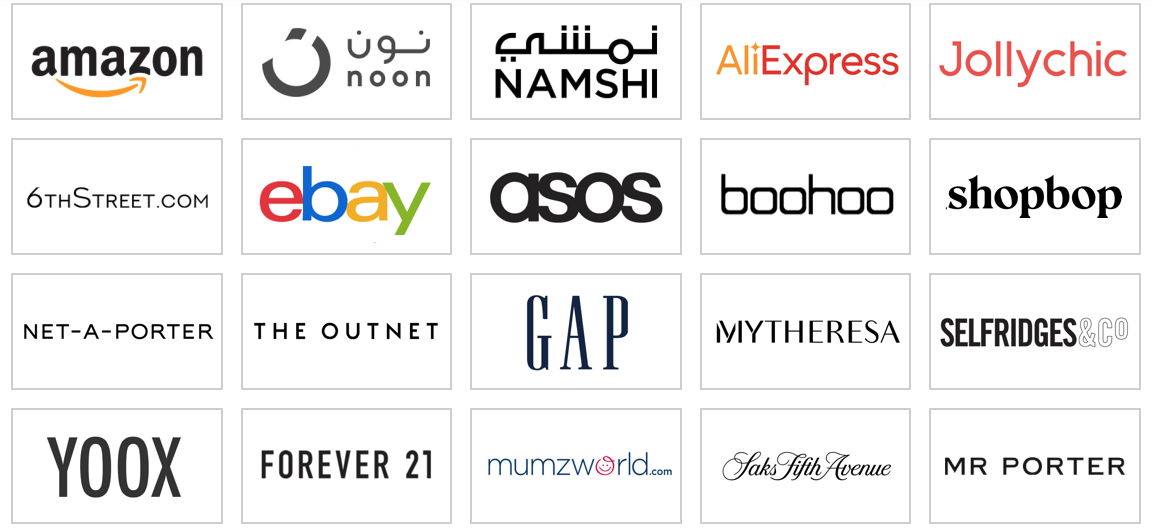 amazon
نون
noon
نمشي
NAMSHI
AliExpress
Jollychic
6THSTREET.COM
ebay
asos
boohoo
shopbop
NET-A-PORTER
THE OUTNET
GAP
MYTHERESA
SELFRIDGES&CO
YOOX
FOREVER 21
mumzworld.com
Saks Fifth Avenue
MR PORTER